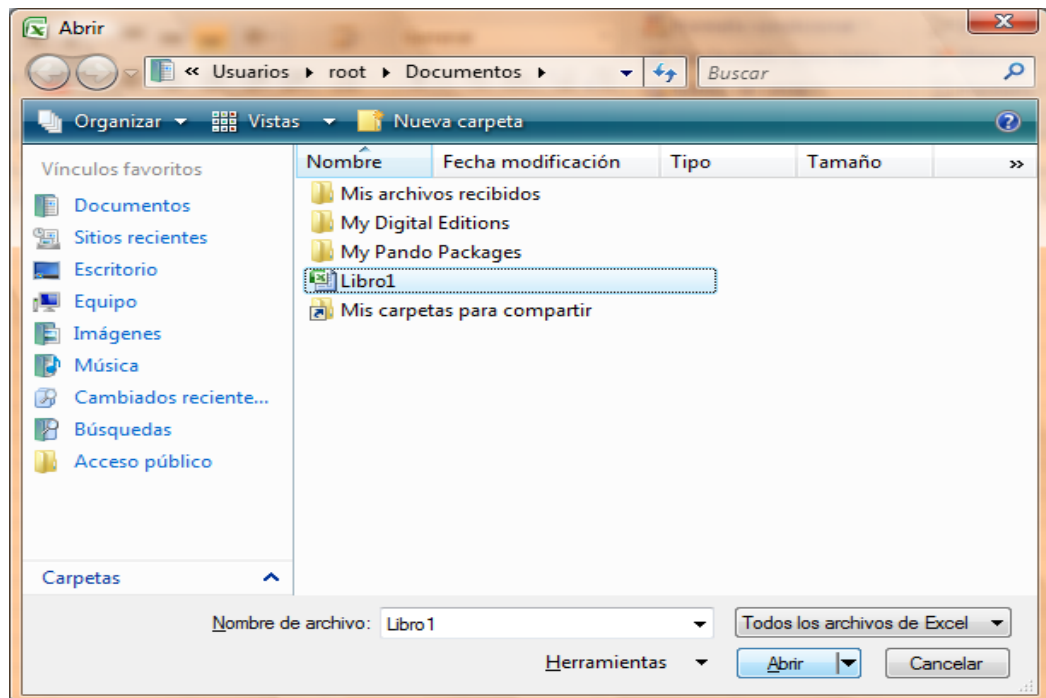 Abrir
« Usuarios ▸ root ▸ Documentos ▸
Buscar
Organizar
Vistas
Nueva carpeta
Vínculos favoritos
Documentos
Sitios recientes
Escritorio
Equipo
Imágenes
Música
Cambiados reciente...
Búsquedas
Acceso público
Carpetas
Nombre Fecha modificación Tipo Tamaño »
Mis archivos recibidos
My Digital Editions
My Pando Packages
Libro1
Mis carpetas para compartir
Nombre de archivo: Libro1
Todos los archivos de Excel
Herramientas
Abrir
Cancelar